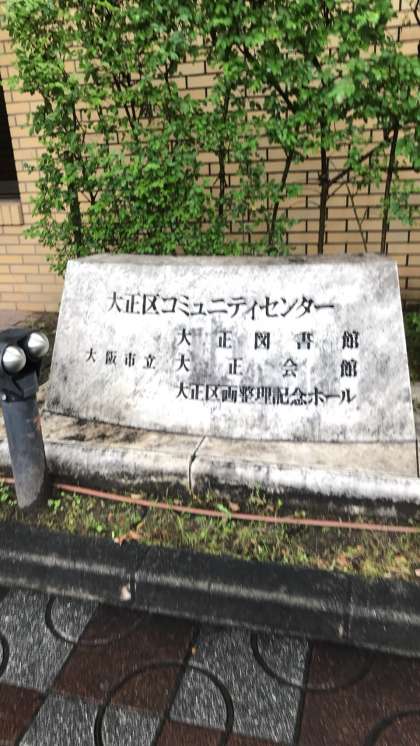 大正区コミュニティセンター
大正図書館
大阪市立大正会館
大正区画整理記念ホール